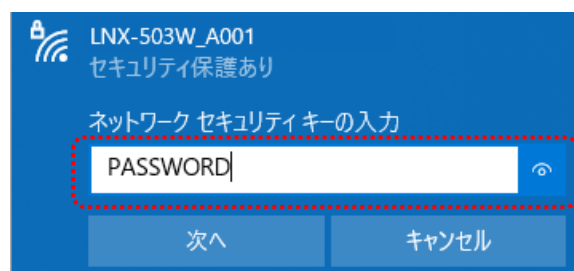 LNX-503W_A001
セキュリティ保護あり
ネットワーク セキュリティ キーの入力
PASSWORD
次へ
キャンセル